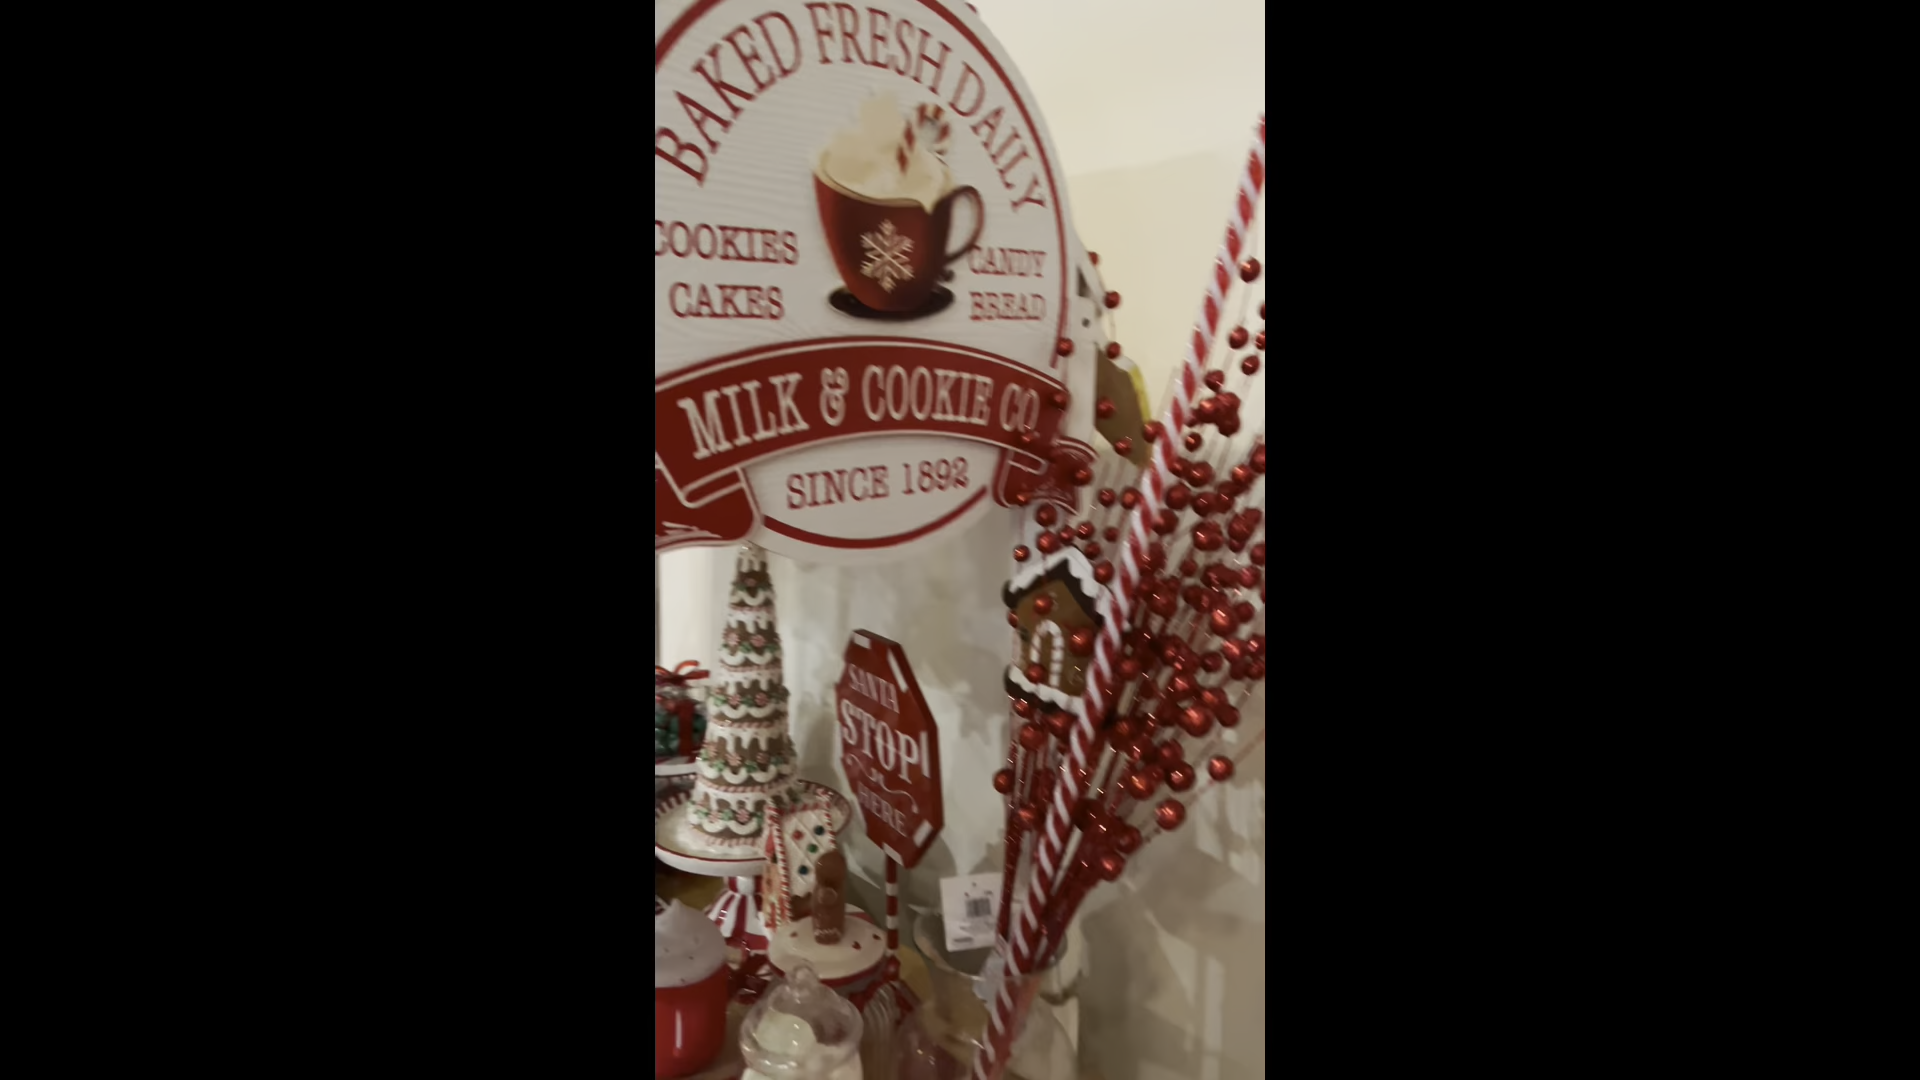 BAKED FRESH DAILY
COOKIES
CAKES
CANDY
BREAD
MILK & COOKIE CO.
SINCE 1892
SANTA
STOP
HERE